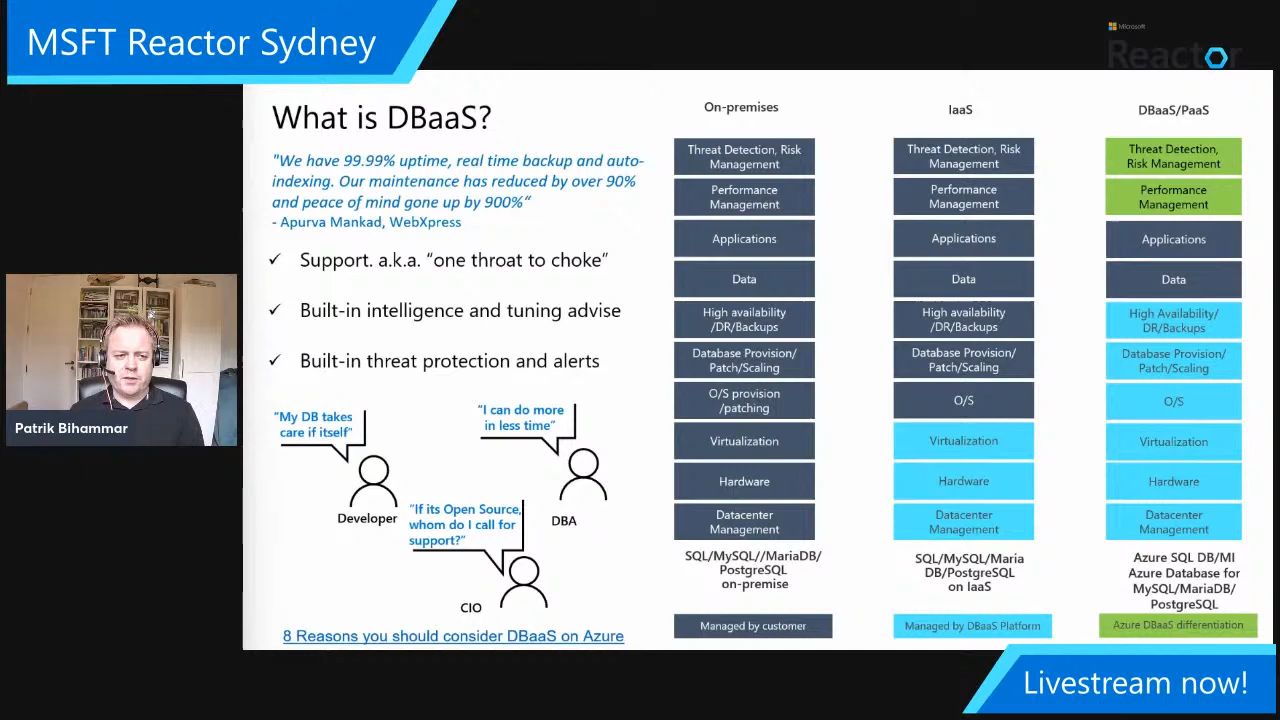 MSFT Reactor Sydney
Microsoft
Reactor
What is DBaaS?
"We have 99.99% uptime, real time backup and auto-
indexing. Our maintenance has reduced by over 90%
and peace of mind gone up by 900%“
- Apurva Mankad, WebXpress
✓ Support. a.k.a. “one throat to choke”
✓ Built-in intelligence and tuning advise
✓ Built-in threat protection and alerts
“My DB takes
care if itself”
Developer
“I can do more
in less time”
DBA
“If its Open Source,
whom do I call for
support?”
CIO
8 Reasons you should consider DBaaS on Azure
On-premises
Threat Detection, Risk
Management
Performance
Management
Applications
Data
High availability
/DR/Backups
Database Provision/
Patch/Scaling
O/S provision
/patching
Virtualization
Hardware
Datacenter
Management
SQL/MySQL//MariaDB/
PostgreSQL
on-premise
Managed by customer
IaaS
Threat Detection, Risk
Management
Performance
Management
Applications
Data
High availability
/DR/Backups
Database Provision/
Patch/Scaling
O/S
Virtualization
Hardware
Datacenter
Management
SQL/MySQL/Maria
DB/PostgreSQL
on IaaS
Managed by DBaaS Platform
DBaaS/PaaS
Threat Detection,
Risk Management
Performance
Management
Applications
Data
High Availability/
DR/Backups
Database Provision/
Patch/Scaling
O/S
Virtualization
Hardware
Datacenter
Management
Azure SQL DB/MI
Azure Database for
MySQL/MariaDB/
PostgreSQL
Azure DBaaS differentiation
Patrik Bihammar
Livestream now!